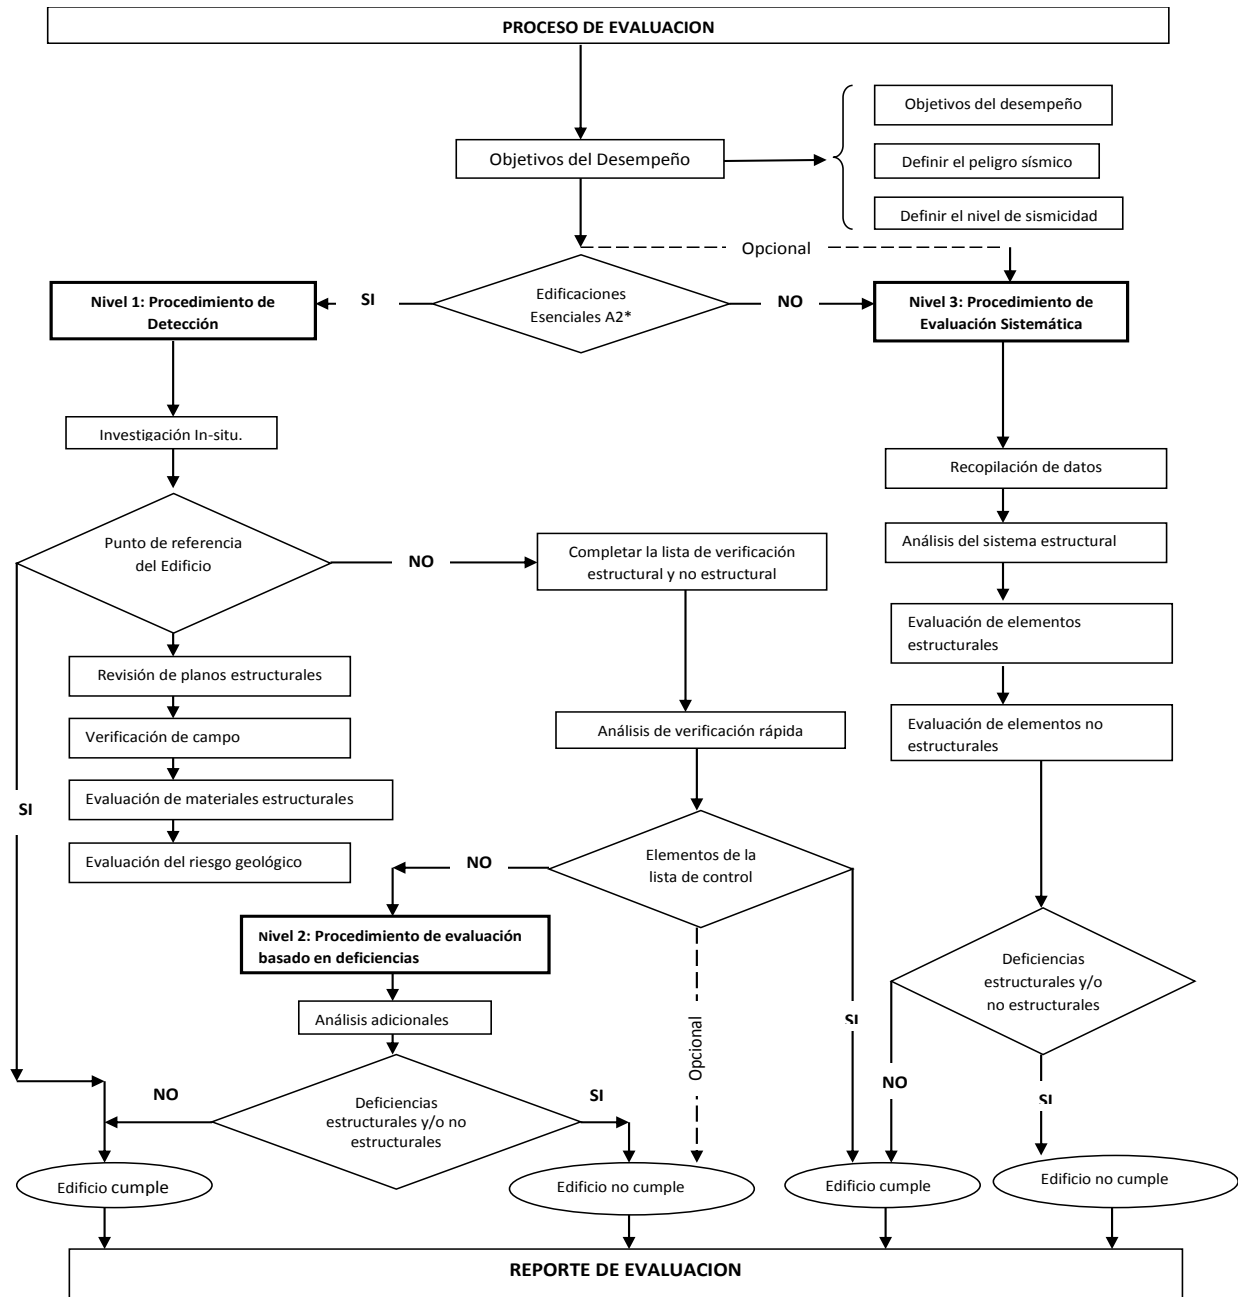 PROCESO DE EVALUACION
Objetivos del desempeño
Objetivos del Desempeño
Definir el peligro sísmico
Definir el nivel de sismicidad
Opcional
Nivel 1: Procedimiento de
Detección
SI
Edificaciones
Esenciales A2*
NO
Nivel 3: Procedimiento de
Evaluación Sistemática
Investigación In-situ.
Recopilación de datos
Punto de referencia
del Edificio
NO
Completar la lista de verificación
estructural y no estructural
Análisis del sistema estructural
Evaluación de elementos
estructurales
Revisión de planos estructurales
Verificación de campo
Análisis de verificación rápida
Evaluación de elementos no
estructurales
SI
Evaluación de materiales estructurales
Evaluación del riesgo geológico
NO
Elementos de la
lista de control
Nivel 2: Procedimiento de evaluación
basado en deficiencias
Deficiencias
estructurales y/o
no estructurales
Análisis adicionales
SI
Opcional
NO
Deficiencias
estructurales y/o no
estructurales
SI
NO
SI
Edificio cumple
Edificio no cumple
Edificio cumple
Edificio no cumple
REPORTE DE EVALUACION